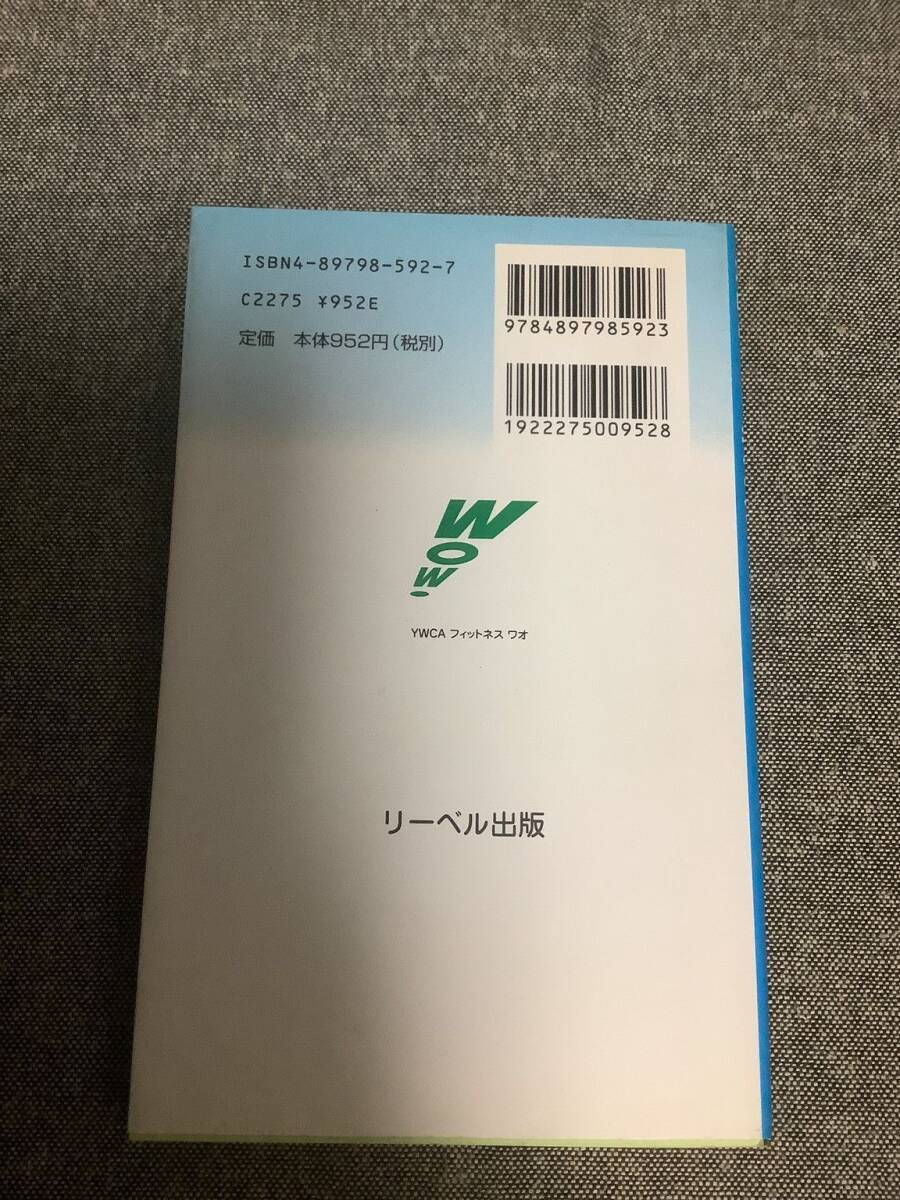 ISBN4-89798-592-7
C2275 ¥952E
定価 本体952円(税別)
9784897985923
1922275009528
WOW!
YWCA フィットネス ワオ
リーベル出版